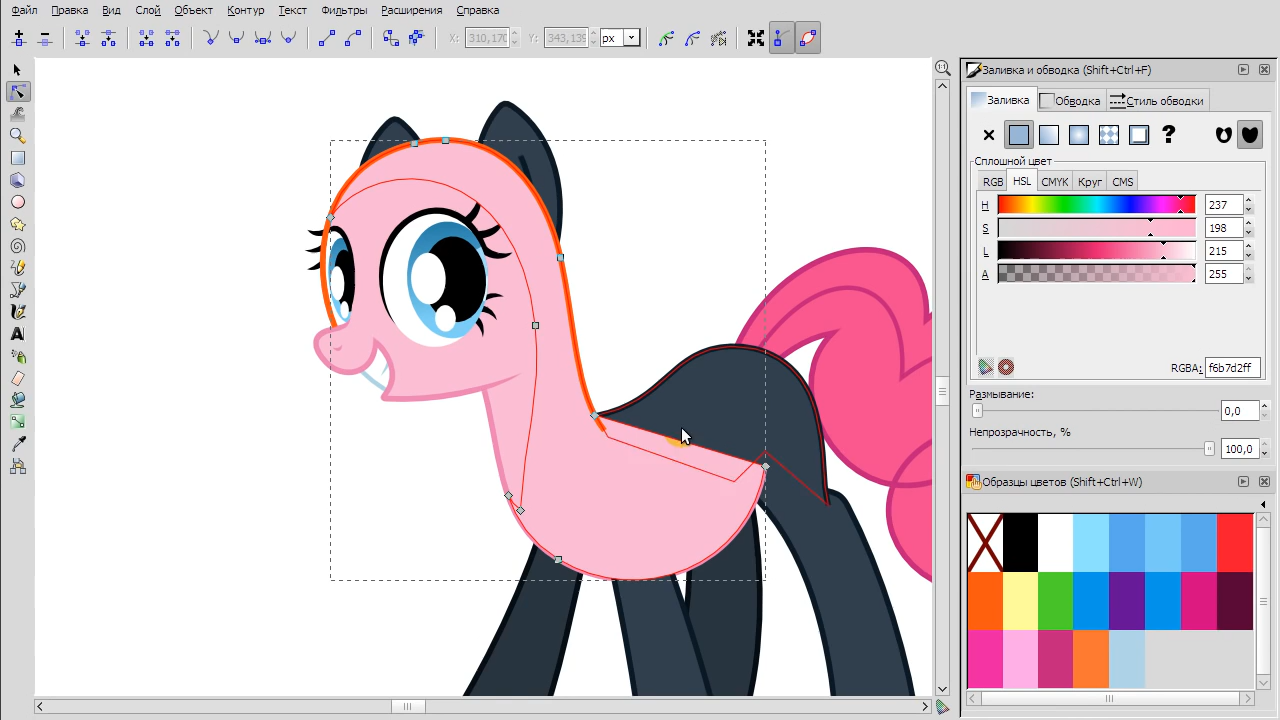 Файл Правка Вид Слой Объект Контур Текст Фильтры Расширения Справка
X: 310,170 Y: 343,139 px
1:1
Заливка и обводка (Shift+Ctrl+F)
Заливка Обводка Стиль обводки
Сплошной цвет
RGB HSL CMYK Круг CMS
H 237
S 198
L 215
A 255
RGBA: f6b7d2ff
Размывание:
0,0
Непрозрачность, %
100,0
Образцы цветов (Shift+Ctrl+W)